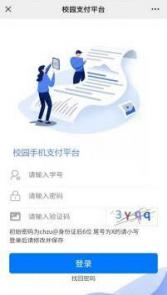 校园支付平台
校园手机支付平台
请输入学号
请输入密码
请输入验证码
3yqq
初始密码为chzu@身份证后6位 尾号为X的请小写
登录后请修改并保存
登录
找回密码